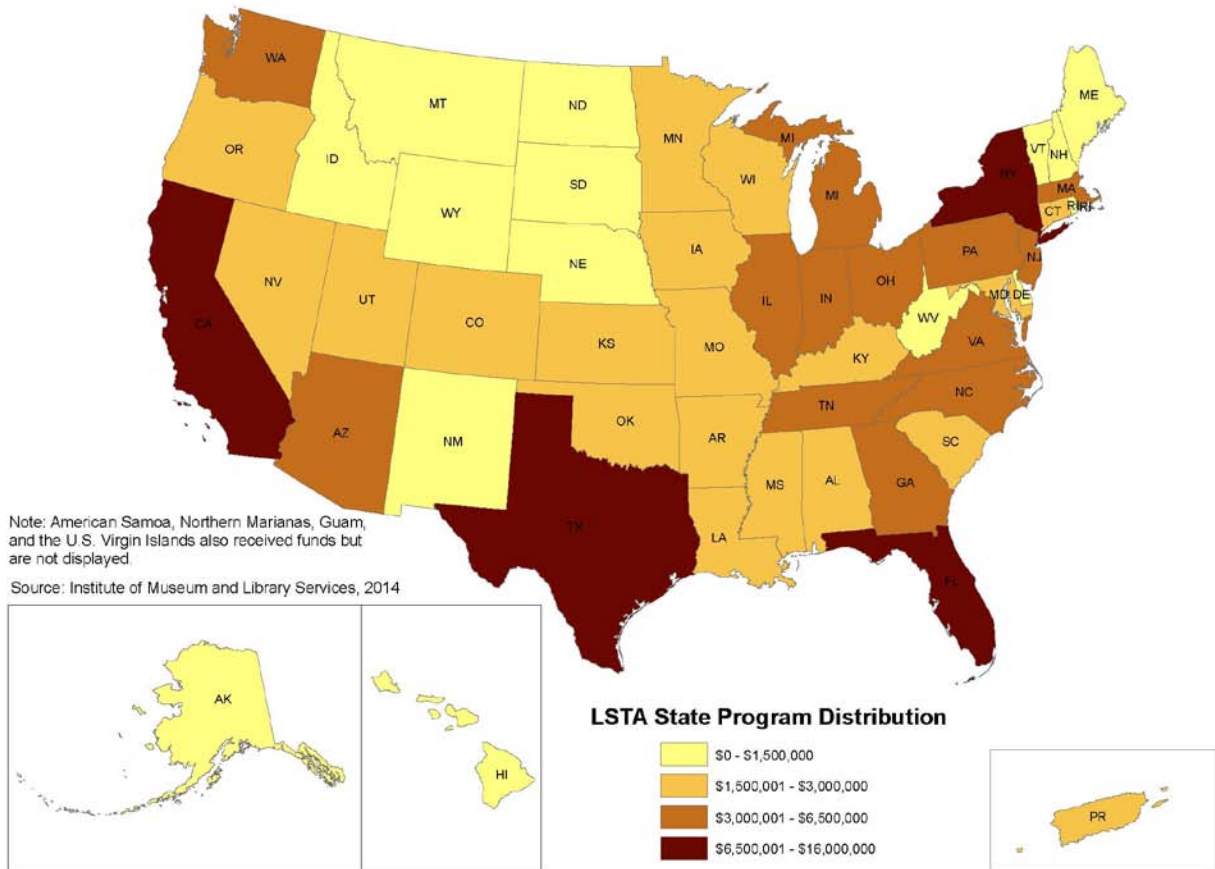 WA
MT
ND
ME
OR
ID
MN
VT
NH
SD
WI
MI
NY
MA
WY
MI
CT
RI
RI
IA
NE
PA
NJ
NV
UT
CO
IL
IN
OH
MD
DE
CA
KS
MO
WV
VA
KY
NC
AZ
NM
OK
AR
TN
SC
MS
AL
GA
TX
LA
FL
Note: American Samoa, Northern Marianas, Guam,
and the U.S. Virgin Islands also received funds but
are not displayed.
Source: Institute of Museum and Library Services, 2014
AK
HI
LSTA State Program Distribution
$0 - $1,500,000
$1,500,001 - $3,000,000
$3,000,001 - $6,500,000
$6,500,001 - $16,000,000
PR